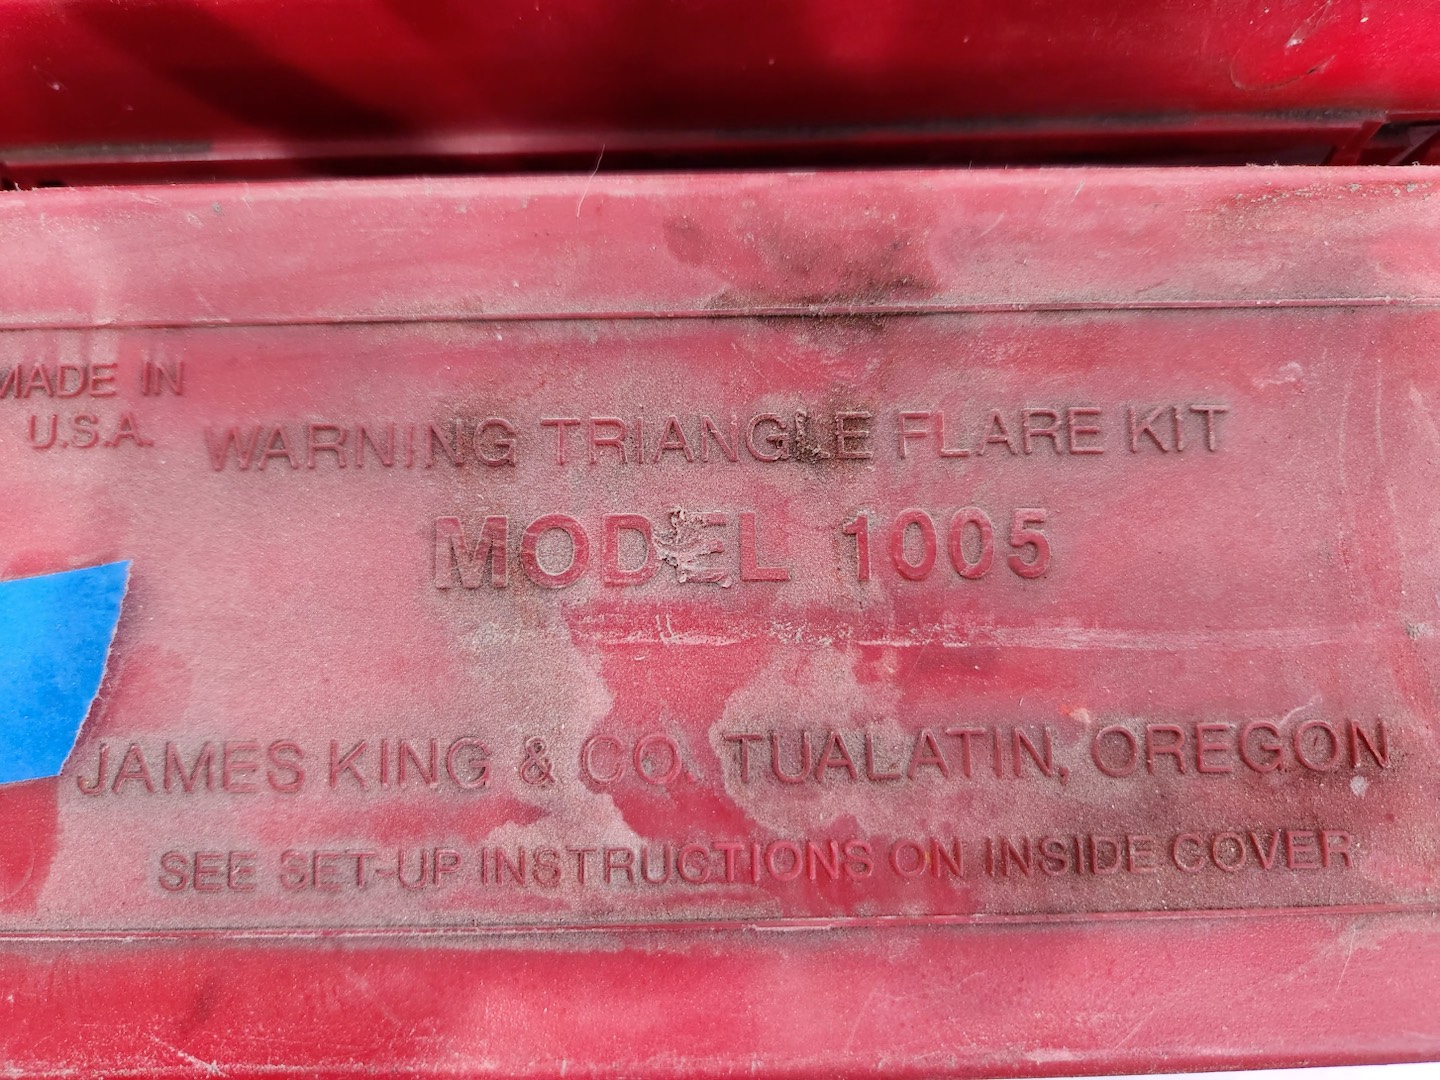 MADE IN
U.S.A.
WARNING TRIANGLE FLARE KIT
MODEL 1005
JAMES KING & CO. TUALATIN, OREGON
SEE SET-UP INSTRUCTIONS ON INSIDE COVER